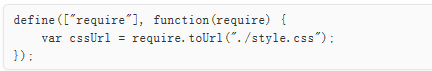 define(["require"], function(require) {
    var cssUrl = require.toUrl("./style.css");
});